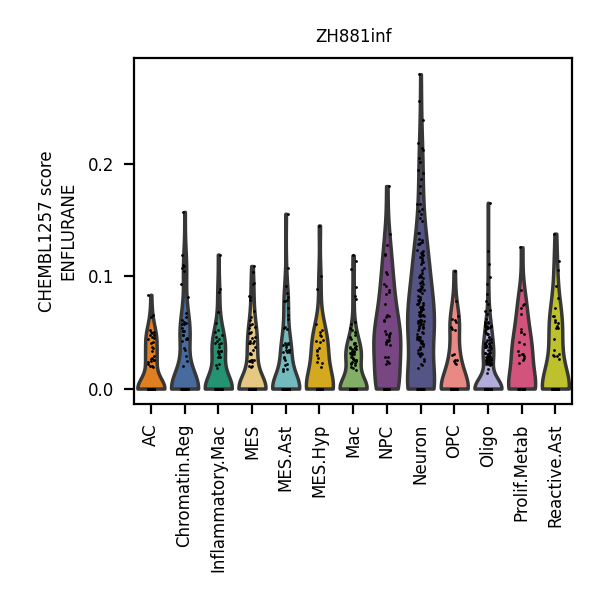 ZH881inf
CHEMBL1257 score
ENFLURANE
0.2
0.1
0.0
AC
Chromatin.Reg
Inflammatory.Mac
MES
MES.Ast
MES.Hyp
Mac
NPC
Neuron
OPC
Oligo
Prolif.Metab
Reactive.Ast